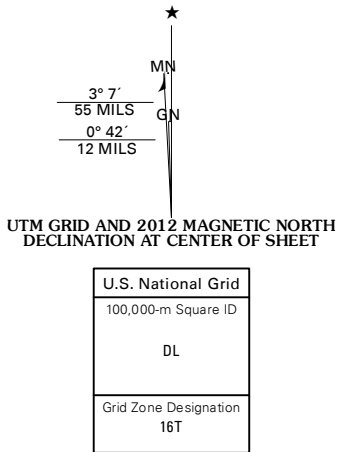 ★
MN
3° 7´
55 MILS
GN
0° 42´
12 MILS
UTM GRID AND 2012 MAGNETIC NORTH
DECLINATION AT CENTER OF SHEET
U.S. National Grid
100,000-m Square ID
DL
Grid Zone Designation
16T